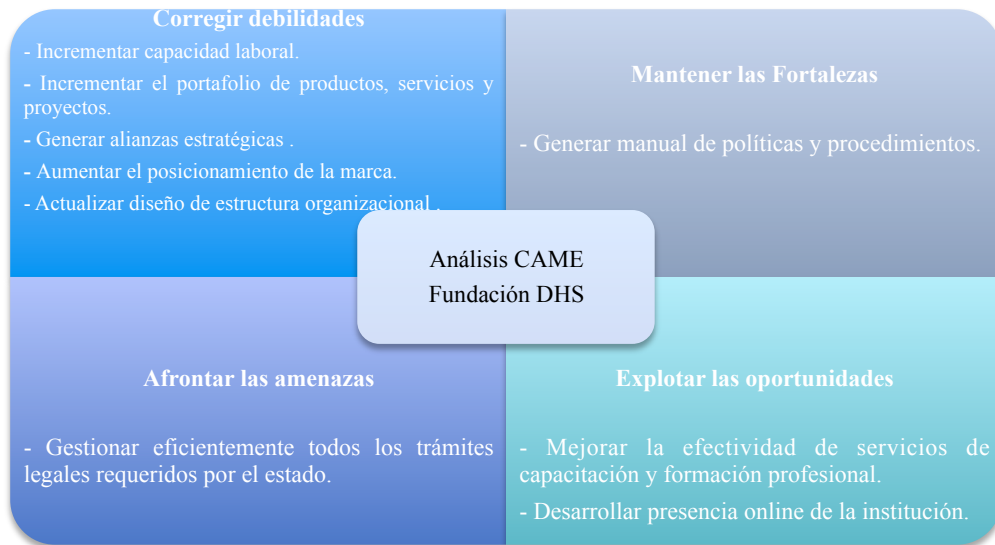 Corregir debilidades
- Incrementar capacidad laboral.
- Incrementar el portafolio de productos, servicios y
proyectos.
- Generar alianzas estratégicas .
- Aumentar el posicionamiento de la marca.
- Actualizar diseño de estructura organizacional .
Mantener las Fortalezas
- Generar manual de políticas y procedimientos.
Análisis CAME
Fundación DHS
Afrontar las amenazas
- Gestionar eficientemente todos los trámites
legales requeridos por el estado.
Explotar las oportunidades
- Mejorar la efectividad de servicios de
capacitación y formación profesional.
- Desarrollar presencia online de la institución.